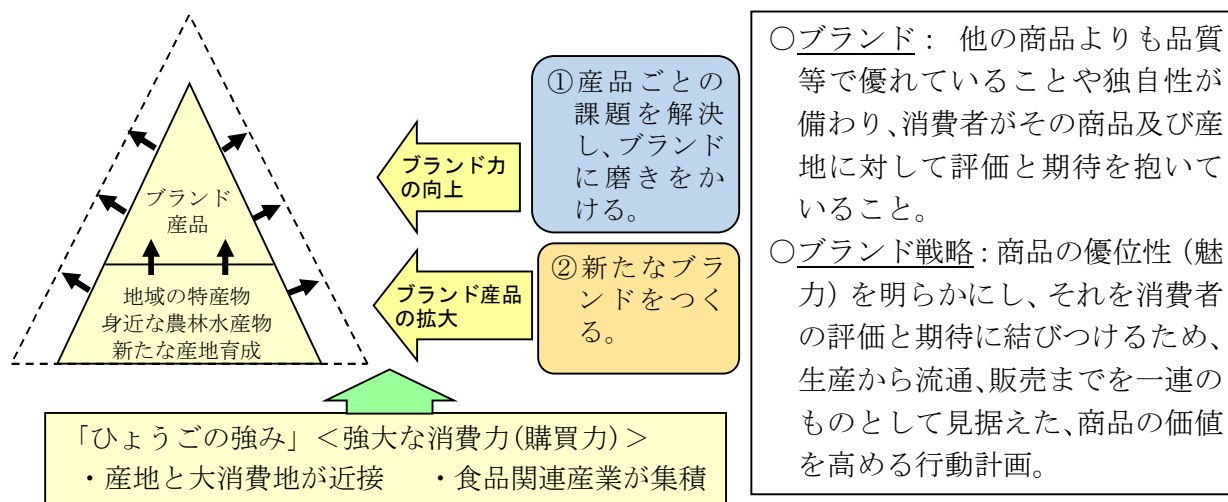 ブランド
産品
地域の特産物
身近な農林水産物
新たな産地育成
ブランド力
の向上
ブランド産品
の拡大
①産品ごとの
課題を解決
し、ブランド
に磨きをか
ける。
②新たなブラ
ンドをつく
る。
「ひょうごの強み」＜強大な消費力(購買力)＞
・産地と大消費地が近接　・食品関連産業が集積
○ブランド： 他の商品よりも品質
等で優れていることや独自性が
備わり、消費者がその商品及び産
地に対して評価と期待を抱いて
いること。
○ブランド戦略：商品の優位性（魅
力）を明らかにし、それを消費者
の評価と期待に結びつけるため、
生産から流通、販売までを一連の
ものとして見据えた、商品の価値
を高める行動計画。